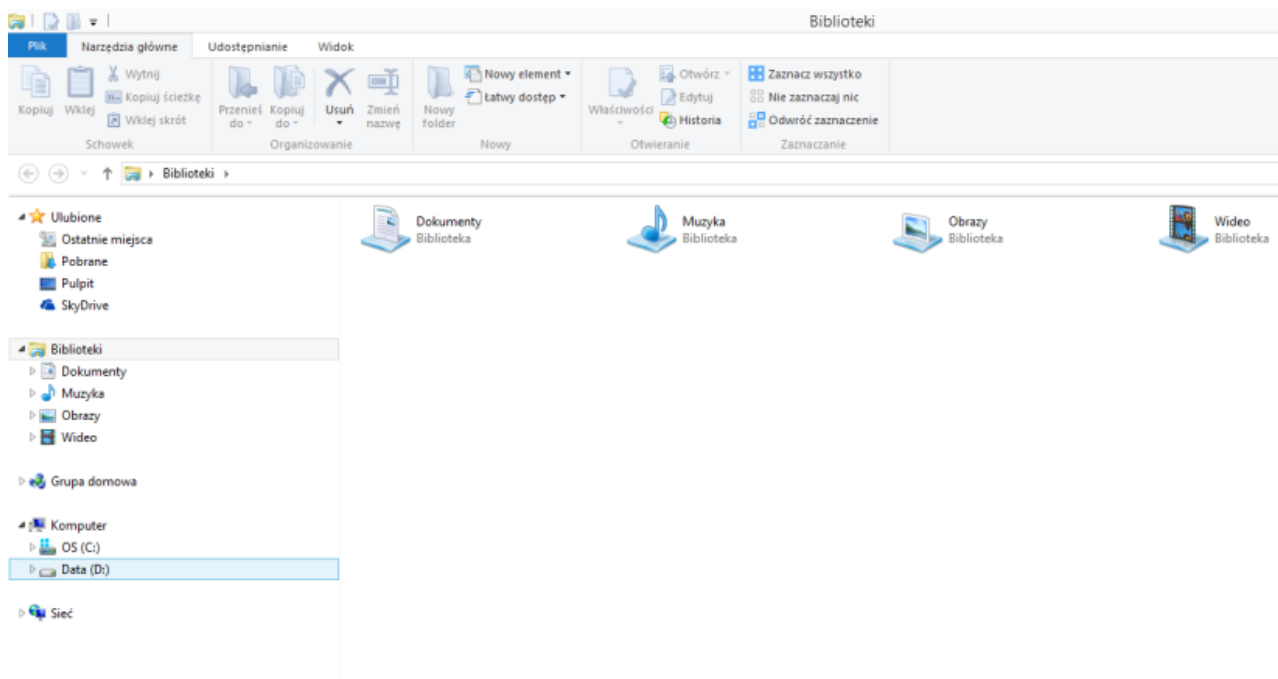 Biblioteki
Plik Narzędzia główne Udostępnianie Widok
Kopiuj
Wklej
Wytnij
Kopiuj ścieżkę
Wklej skrót
Schowek
Przenieś do
Kopiuj do
Usuń
Zmień nazwę
Organizowanie
Nowy folder
Nowy element
Łatwy dostęp
Nowy
Właściwości
Otwórz
Edytuj
Historia
Otwieranie
Zaznacz wszystko
Nie zaznaczaj nic
Odwróć zaznaczenie
Zaznaczanie
Biblioteki
Ulubione
Ostatnie miejsca
Pobrane
Pulpit
SkyDrive
Biblioteki
Dokumenty
Muzyka
Obrazy
Wideo
Grupa domowa
Komputer
OS (C:)
Data (D:)
Sieć
Dokumenty
Biblioteka
Muzyka
Biblioteka
Obrazy
Biblioteka
Wideo
Biblioteka